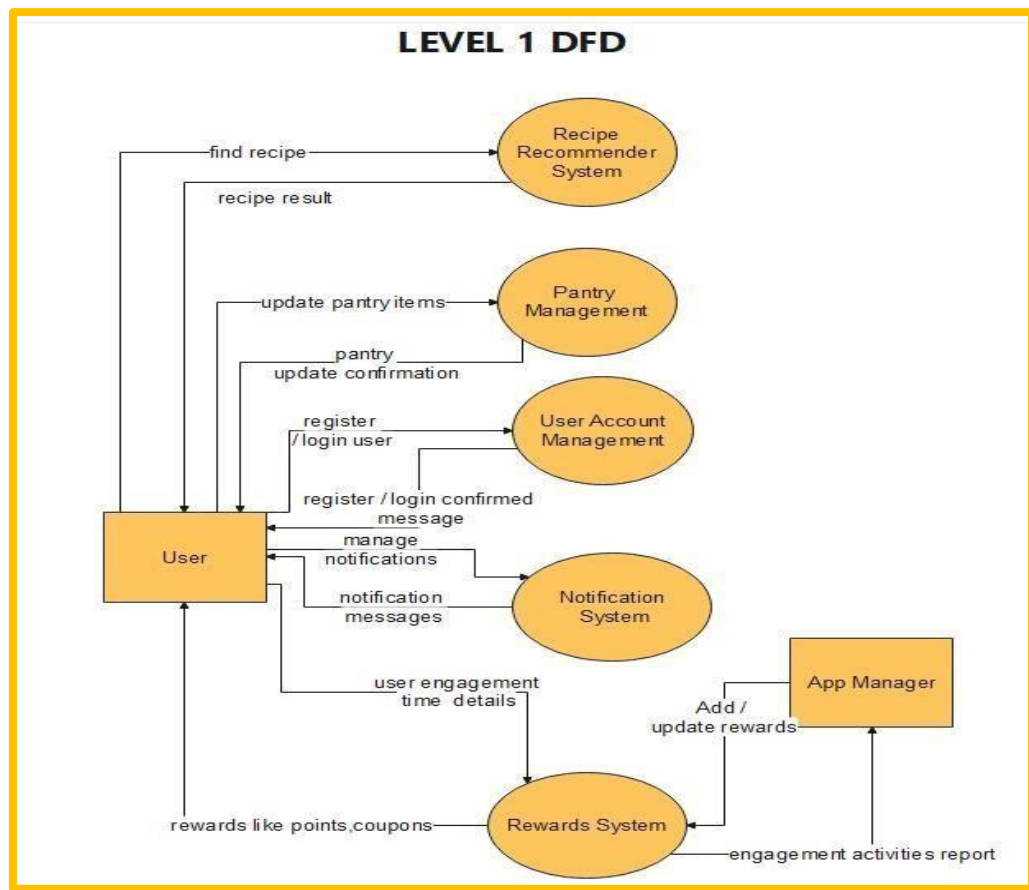 LEVEL 1 DFD
Recipe
Recommender
System
find recipe
recipe result
Pantry
Management
update pantry items
pantry
update confirmation
User Account
Management
register
/ login user
register / login confirmed
message
manage
notifications
User
notification
messages
Notification
System
user engagement
time details
App Manager
Add /
update rewards
Rewards System
rewards like points,coupons
engagement activities report